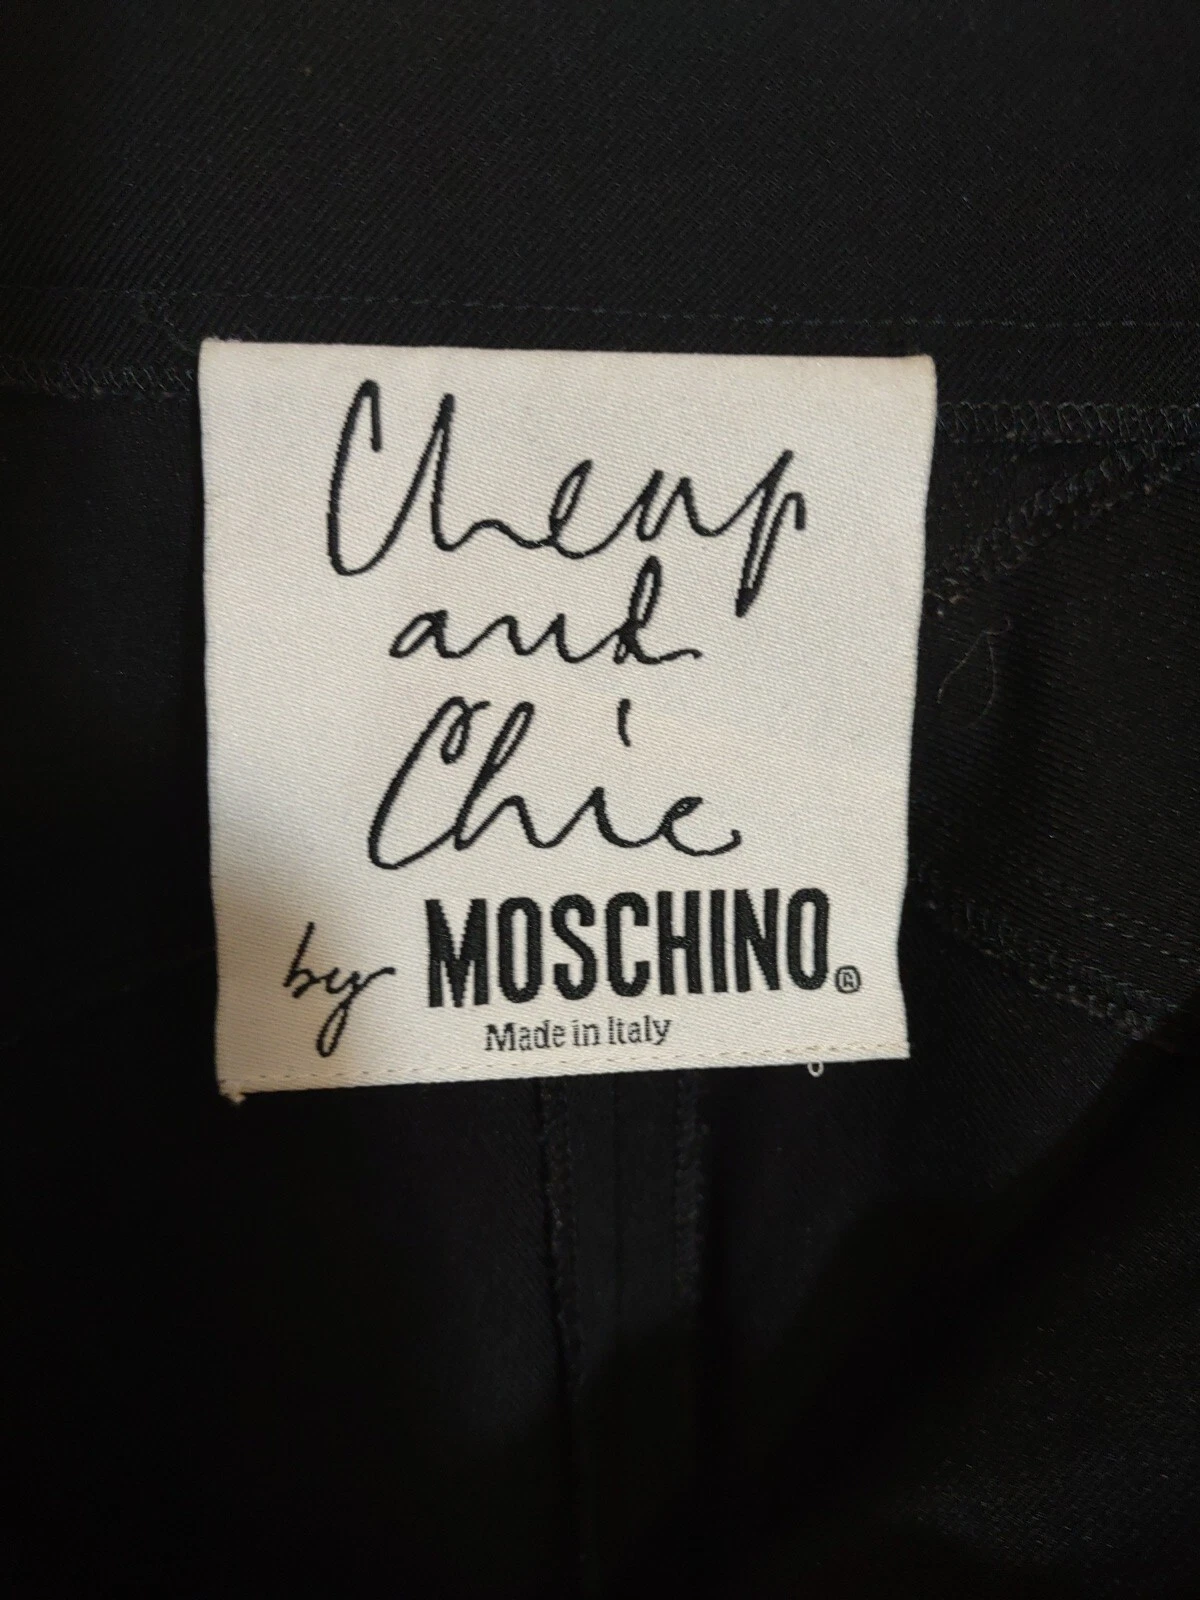 Cheap
and
Chic
by MOSCHINO®
Made in Italy